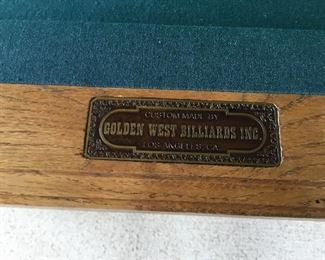 CUSTOM MADE BY
GOLDEN WEST BILLIARDS INC.
LOS ANGELES, CA.